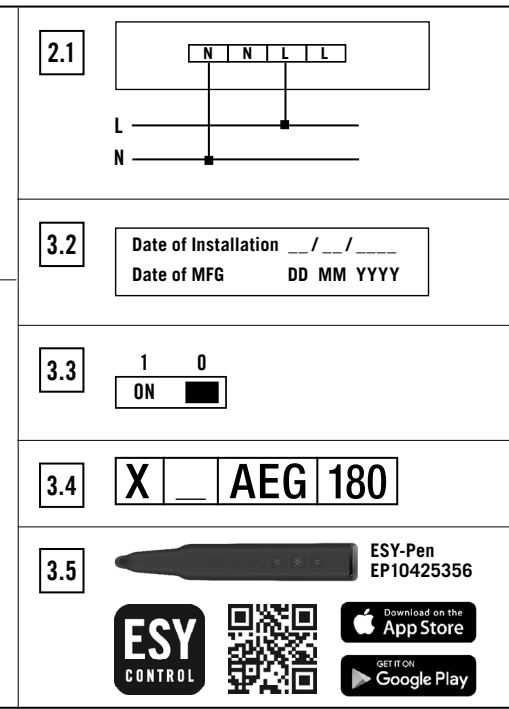 2.1
N N L L
L
N
3.2
Date of Installation __/__/____
Date of MFG DD MM YYYY
3.3
1 0
ON
3.4
X _ AEG 180
3.5
ESY-Pen
EP10425356
ESY
CONTROL
Download on the
App Store
GET IT ON
Google Play